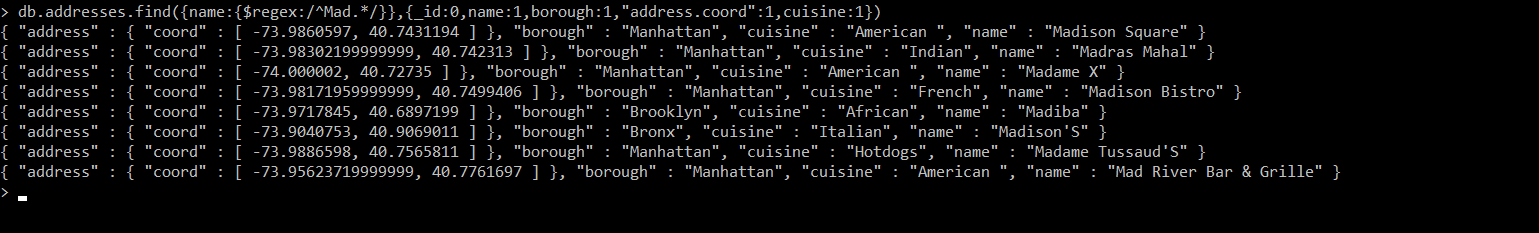 > db.addresses.find({name:{$regex:/^Mad.*/}},{_id:0,name:1,borough:1,"address.coord":1,cuisine:1})
{ "address" : { "coord" : [ -73.9860597, 40.7431194 ] }, "borough" : "Manhattan", "cuisine" : "American ", "name" : "Madison Square" }
{ "address" : { "coord" : [ -73.98302199999999, 40.742313 ] }, "borough" : "Manhattan", "cuisine" : "Indian", "name" : "Madras Mahal" }
{ "address" : { "coord" : [ -74.000002, 40.72735 ] }, "borough" : "Manhattan", "cuisine" : "American ", "name" : "Madame X" }
{ "address" : { "coord" : [ -73.98171959999999, 40.7499406 ] }, "borough" : "Manhattan", "cuisine" : "French", "name" : "Madison Bistro" }
{ "address" : { "coord" : [ -73.9717845, 40.6897199 ] }, "borough" : "Brooklyn", "cuisine" : "African", "name" : "Madiba" }
{ "address" : { "coord" : [ -73.9040753, 40.9069011 ] }, "borough" : "Bronx", "cuisine" : "Italian", "name" : "Madison'S" }
{ "address" : { "coord" : [ -73.9886598, 40.7565811 ] }, "borough" : "Manhattan", "cuisine" : "Hotdogs", "name" : "Madame Tussaud'S" }
{ "address" : { "coord" : [ -73.95623719999999, 40.7761697 ] }, "borough" : "Manhattan", "cuisine" : "American ", "name" : "Mad River Bar & Grille" }
>